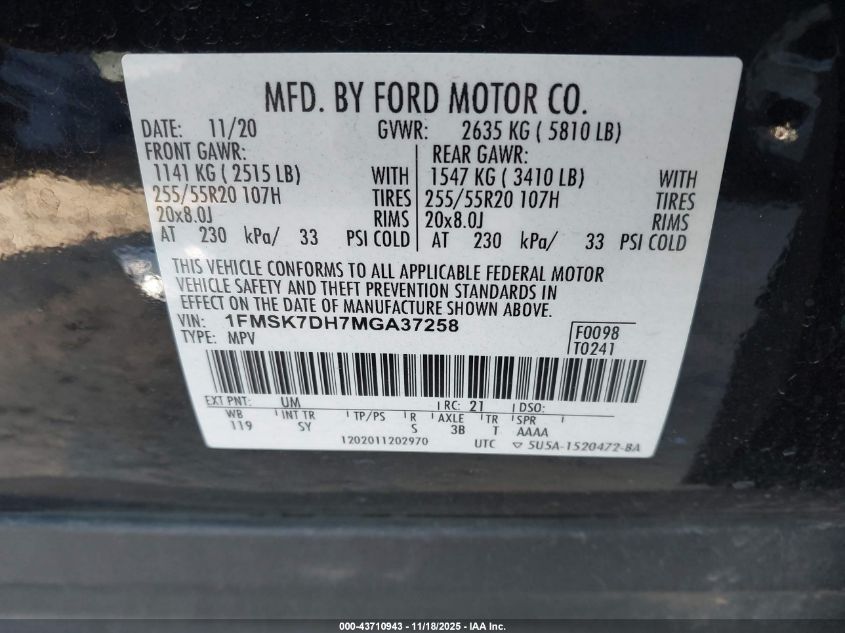 MFD. BY FORD MOTOR CO.
DATE: 11/20 GVWR: 2635 KG ( 5810 LB)
FRONT GAWR: REAR GAWR:
1141 KG ( 2515 LB) WITH 1547 KG ( 3410 LB) WITH
255/55R20 107H TIRES 255/55R20 107H TIRES
20x8.0J RIMS 20x8.0J RIMS
AT 230 kPa/ 33 PSI COLD AT 230 kPa/ 33 PSI COLD
THIS VEHICLE CONFORMS TO ALL APPLICABLE FEDERAL MOTOR
VEHICLE SAFETY AND THEFT PREVENTION STANDARDS IN
EFFECT ON THE DATE OF MANUFACTURE SHOWN ABOVE.
VIN: 1FMSK7DH7MGA37258 F0098
TYPE: MPV T0241
EXT PNT: UM RC: 21 DSO:
WB INT TR TP/PS R AXLE TR SPR
119 SY S 3B T AAAA
1202011202970 UTC ▽ 5U5A-1520472-BA
000-43710943 - 11/18/2025 - IAA Inc.